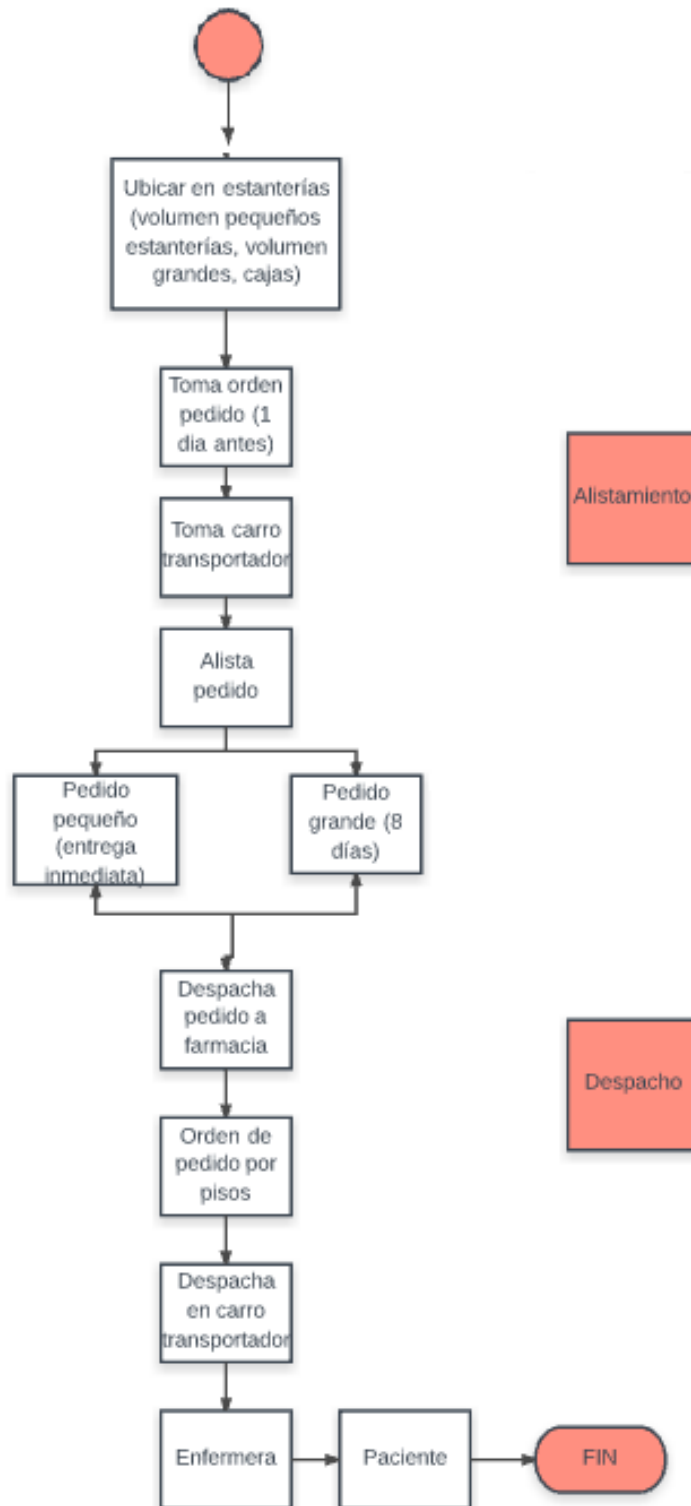 Ubicar en estanterías
(volumen pequeños
estanterías, volumen
grandes, cajas)
Toma orden
pedido (1
dia antes)
Alistamiento
Toma carro
transportador
Alista
pedido
Pedido
pequeño
(entrega
inmediata)
Pedido
grande (8
días)
Despacha
pedido a
farmacia
Despacho
Orden de
pedido por
pisos
Despacha
en carro
transportador
Enfermera
Paciente
FIN